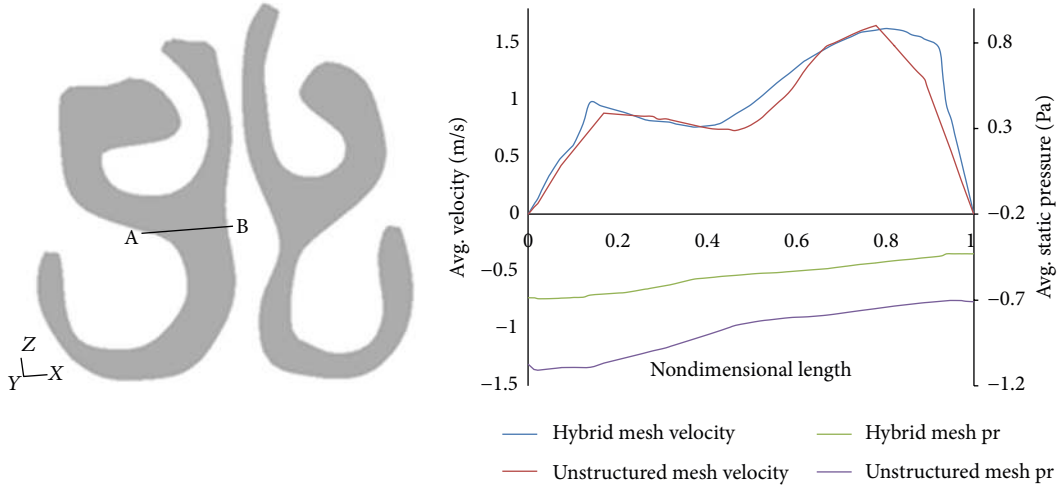 A
B
Z
Y
X
Avg. velocity (m/s)
1.5
1
0.5
0
−0.5
−1
−1.5
0
0.2
0.4
0.6
0.8
1
Nondimensional length
0.8
0.3
−0.2
−0.7
−1.2
Avg. static pressure (Pa)
Hybrid mesh velocity
Hybrid mesh pr
Unstructured mesh velocity
Unstructured mesh pr